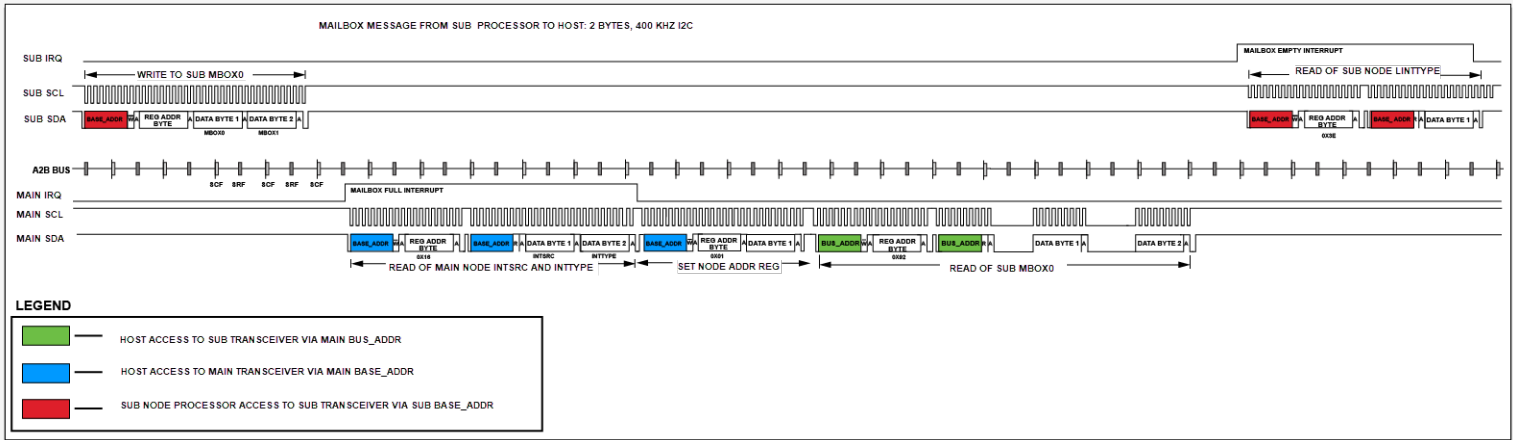 MAILBOX MESSAGE FROM SUB PROCESSOR TO HOST: 2 BYTES, 400 KHZ I2C
SUB IRQ
MAILBOX EMPTY INTERRUPT
WRITE TO SUB MBOX0
READ OF SUB NODE LINTTYPE
SUB SCL
SUB SDA
BASE_ADDR W A REG ADDR BYTE A DATA BYTE 1 A DATA BYTE 2 A
MBOX0 MBOX1
BASE_ADDR W A REG ADDR BYTE A BASE_ADDR R A DATA BYTE 1 A
0X3E
A2B BUS
SCF SRF SCF SRF SCF
MAIN IRQ
MAILBOX FULL INTERRUPT
MAIN SCL
MAIN SDA
BASE_ADDR W A REG ADDR BYTE A BASE_ADDR R A DATA BYTE 1 A DATA BYTE 2 A
0X16 INTSRC INTTYPE
BASE_ADDR W A REG ADDR BYTE A DATA BYTE 1 A
0X01
BUS_ADDR W A REG ADDR BYTE A BUS_ADDR R A DATA BYTE 1 A DATA BYTE 2 A
0X92
READ OF MAIN NODE INTSRC AND INTTYPE
SET NODE ADDR REG
READ OF SUB MBOX0
LEGEND
HOST ACCESS TO SUB TRANSCEIVER VIA MAIN BUS_ADDR
HOST ACCESS TO MAIN TRANSCEIVER VIA MAIN BASE_ADDR
SUB NODE PROCESSOR ACCESS TO SUB TRANSCEIVER VIA SUB BASE_ADDR